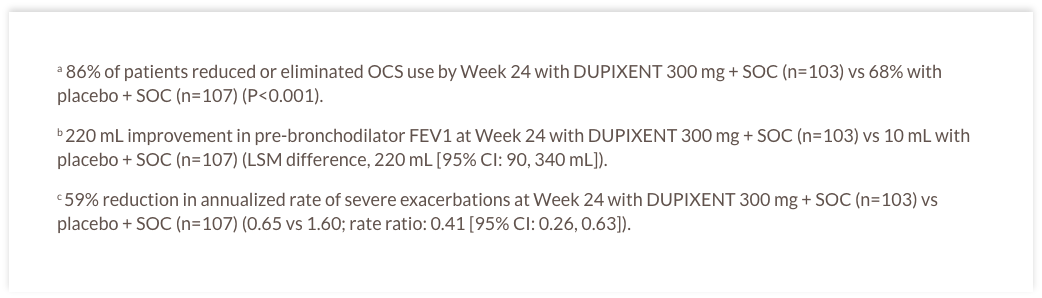 ᵃ 86% of patients reduced or eliminated OCS use by Week 24 with DUPIXENT 300 mg + SOC (n=103) vs 68% with
placebo + SOC (n=107) (P<0.001).
ᵇ 220 mL improvement in pre-bronchodilator FEV1 at Week 24 with DUPIXENT 300 mg + SOC (n=103) vs 10 mL with
placebo + SOC (n=107) (LSM difference, 220 mL [95% CI: 90, 340 mL]).
ᶜ 59% reduction in annualized rate of severe exacerbations at Week 24 with DUPIXENT 300 mg + SOC (n=103) vs
placebo + SOC (n=107) (0.65 vs 1.60; rate ratio: 0.41 [95% CI: 0.26, 0.63]).